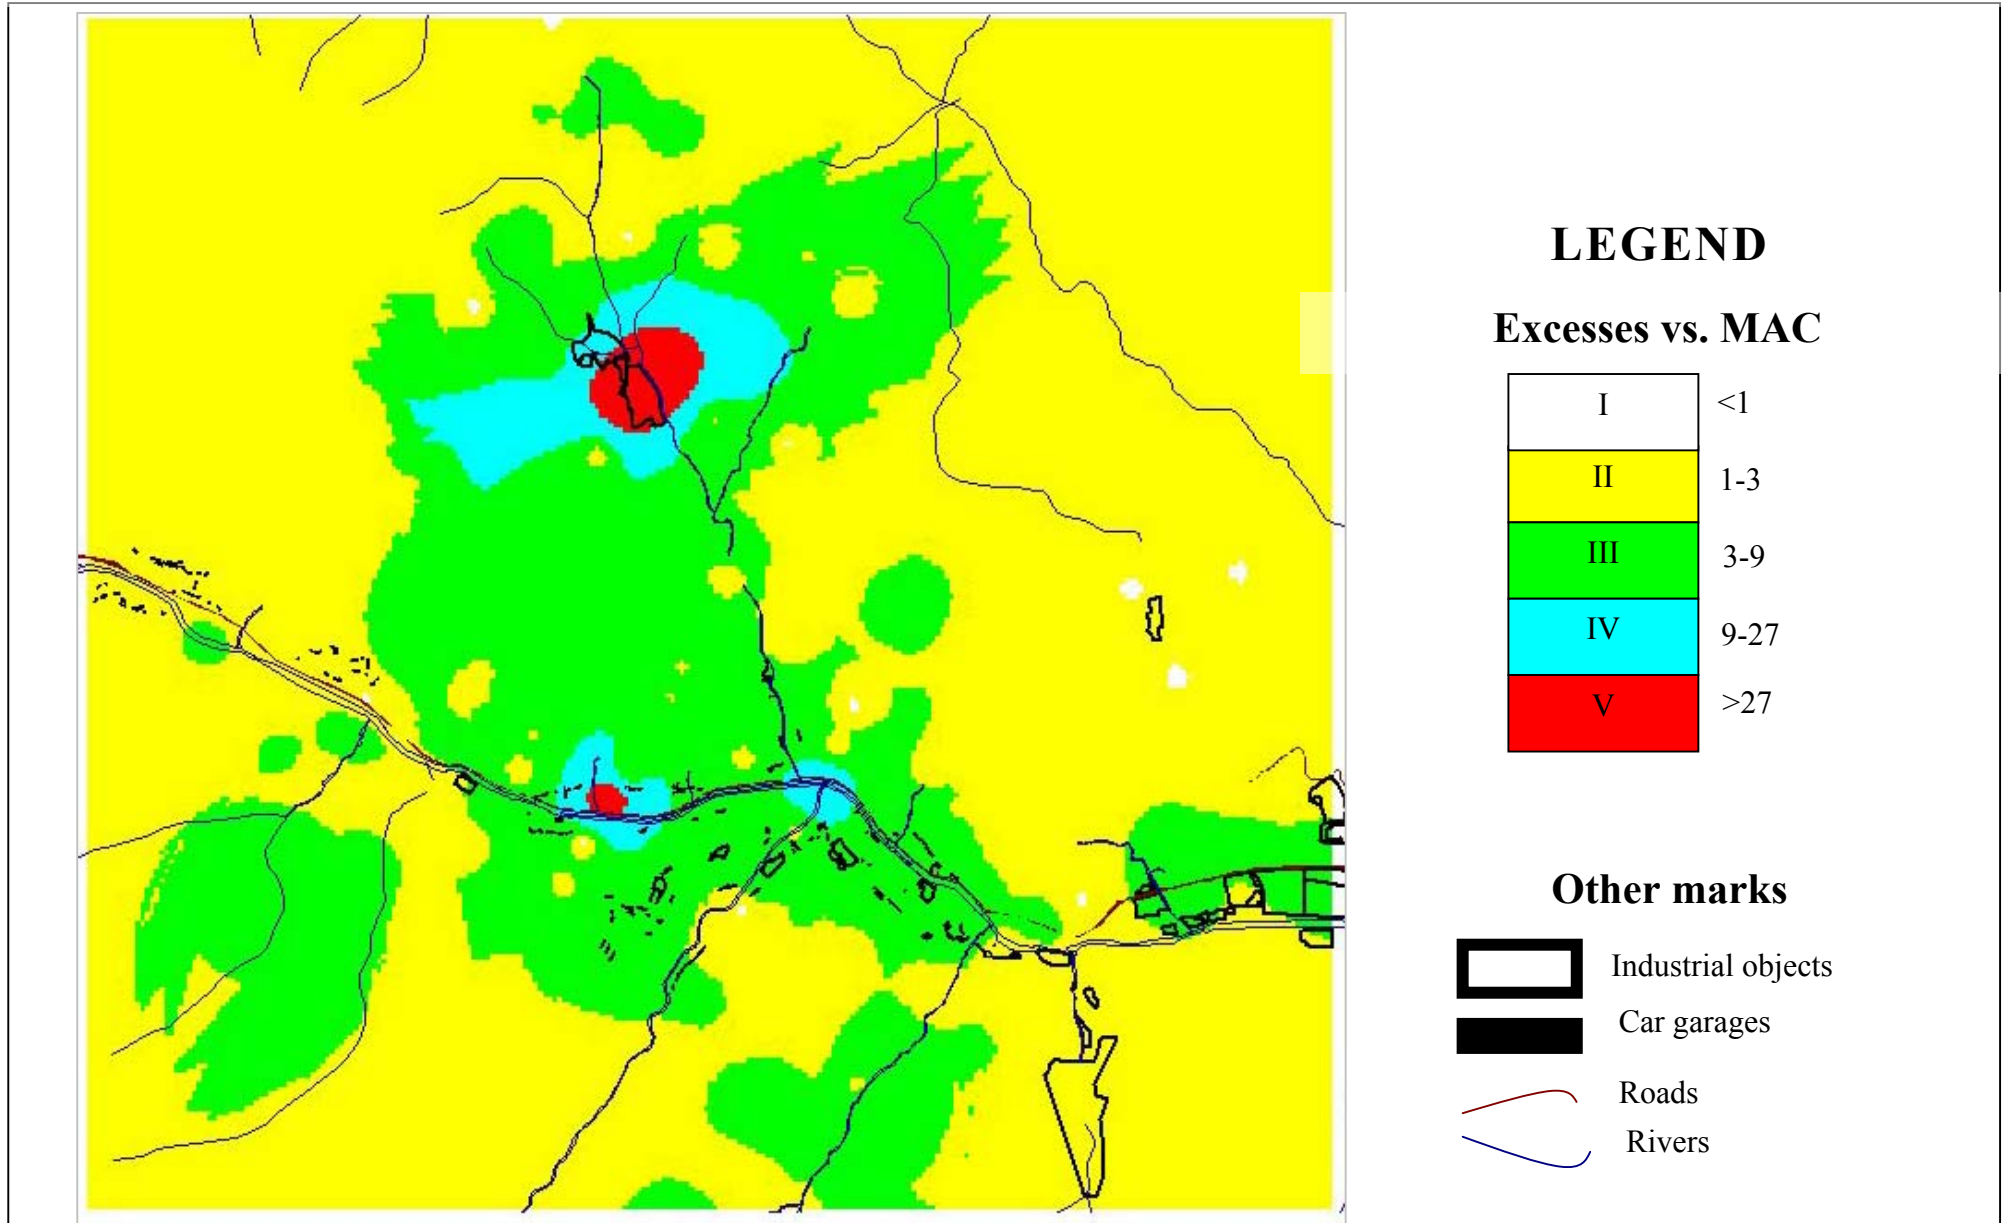 LEGEND
Excesses vs. MAC
I <1
II 1-3
III 3-9
IV 9-27
V >27
Other marks
Industrial objects
Car garages
Roads
Rivers